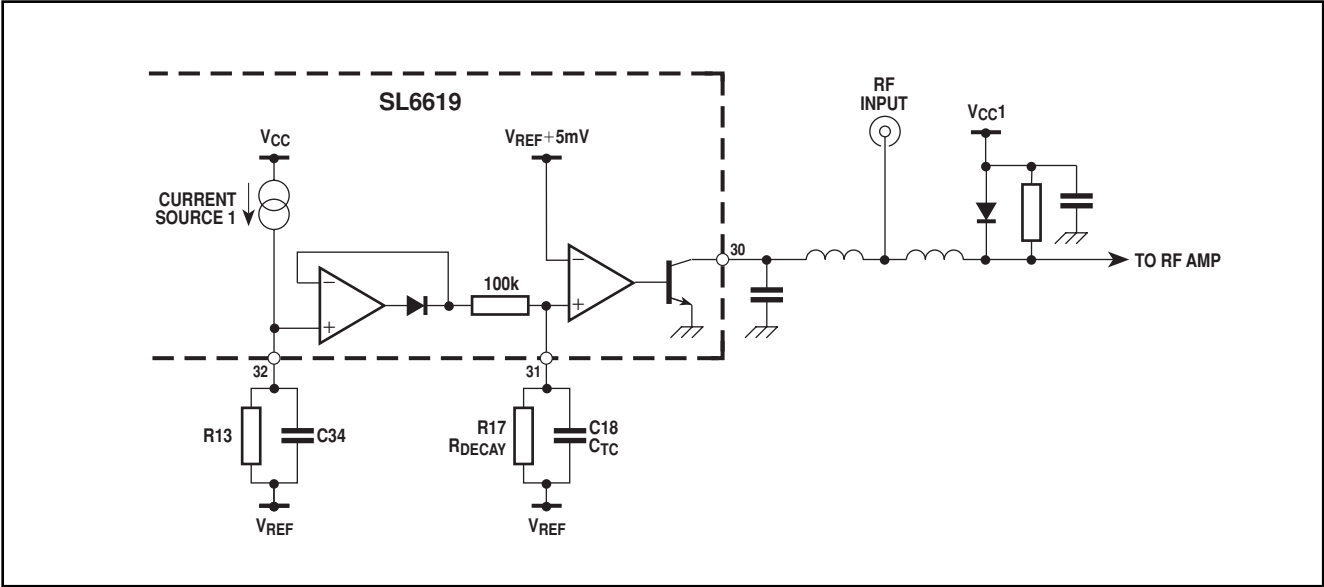 SL6619
RF
INPUT
VCC1
VCC
VREF+5mV
CURRENT
SOURCE 1
30
−
−
100k
TO RF AMP
+
+
32
31
R13
C34
R17
RDECAY
C18
CTC
VREF
VREF